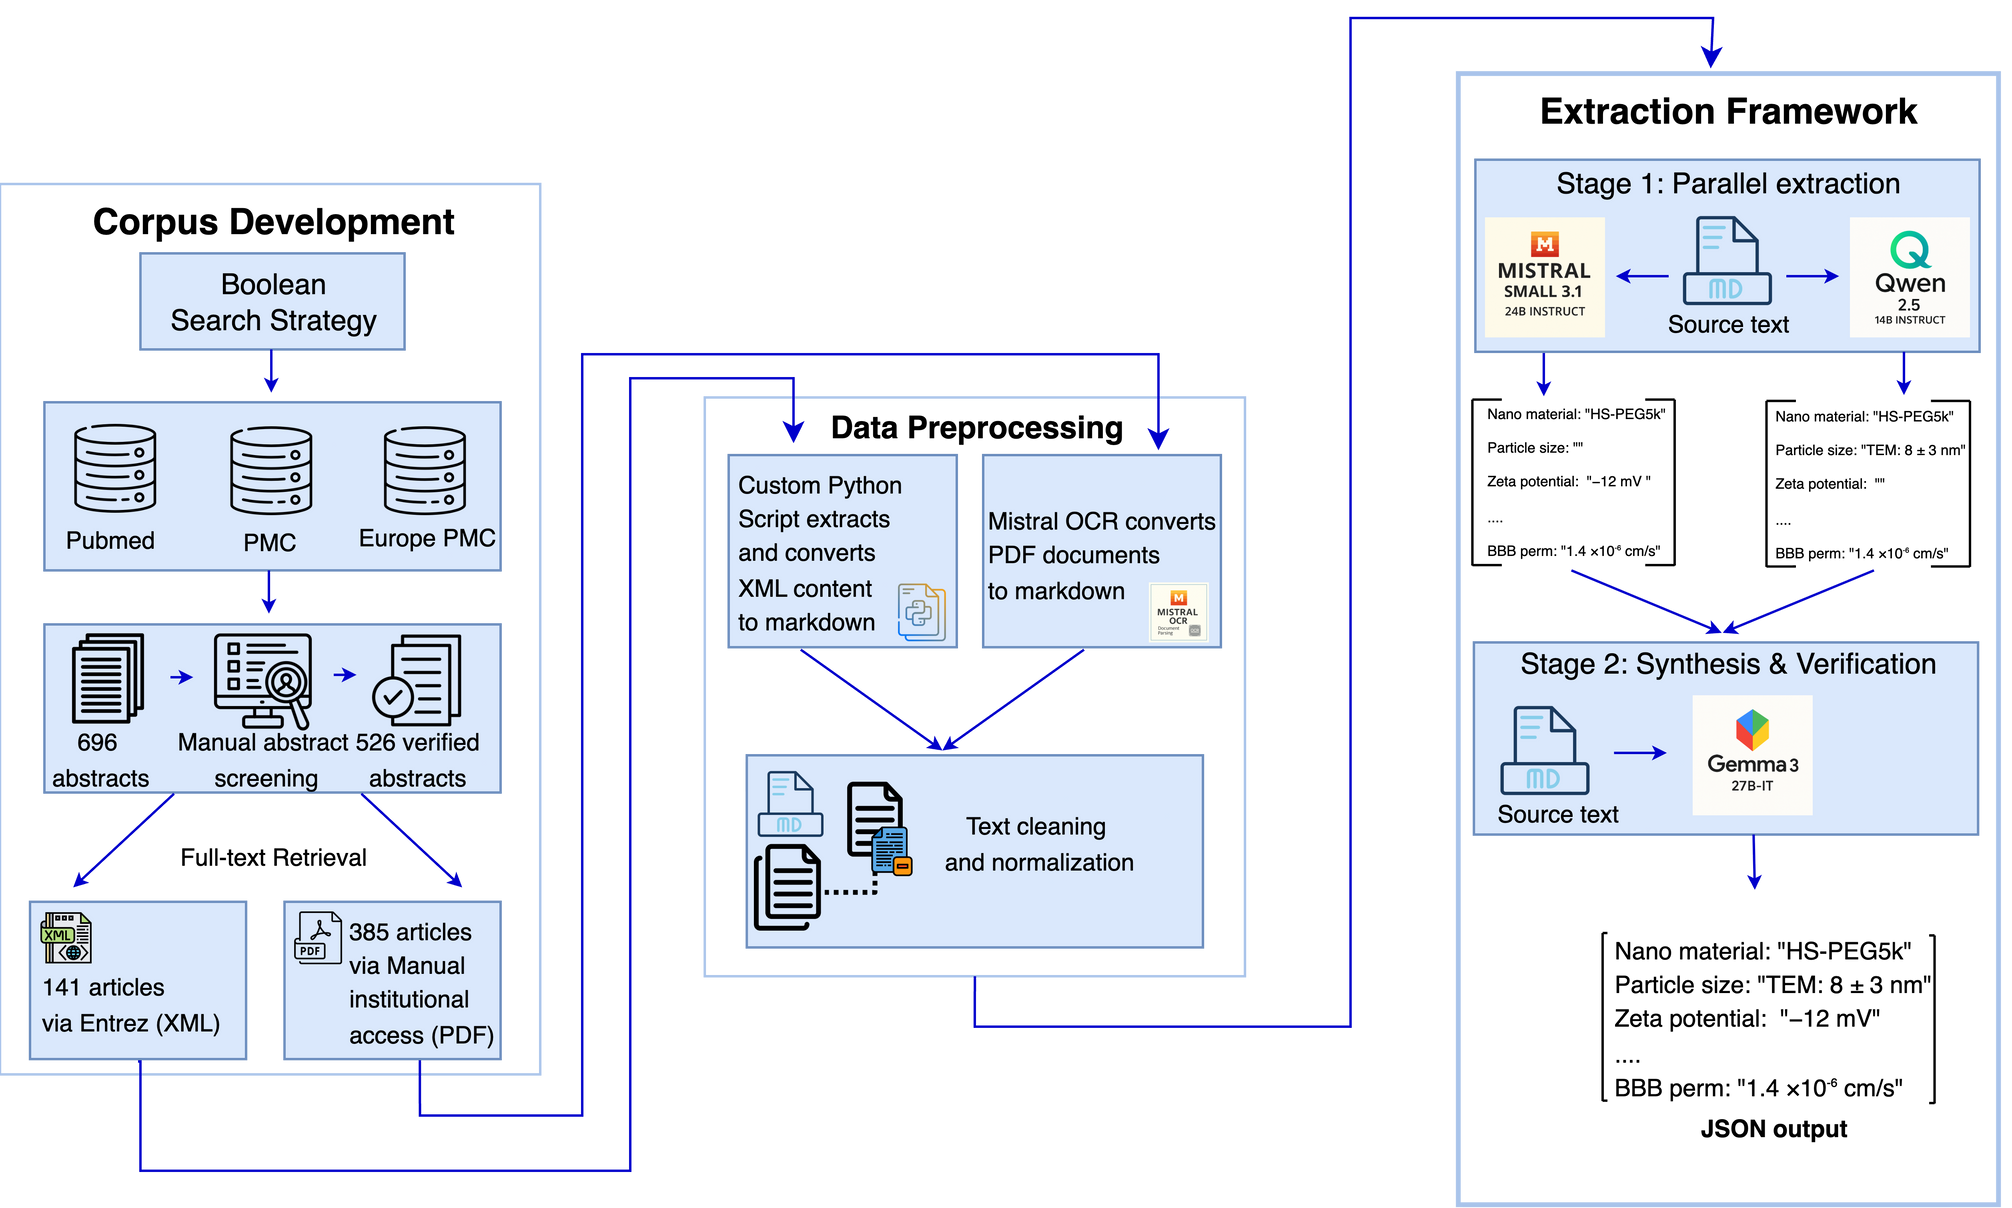 Corpus Development
Boolean
Search Strategy
Pubmed
PMC
Europe PMC
696
abstracts
Manual abstract
screening
526 verified
abstracts
Full-text Retrieval
XML
141 articles
via Entrez (XML)
PDF
385 articles
via Manual
institutional
access (PDF)
Data Preprocessing
Custom Python
Script extracts
and converts
XML content
to markdown
Mistral OCR converts
PDF documents
to markdown
MISTRAL
OCR
Document
Parsing
OCR
MD
Text cleaning
and normalization
Extraction Framework
Stage 1: Parallel extraction
MISTRAL
SMALL 3.1
24B INSTRUCT
MD
Source text
Qwen
2.5
14B INSTRUCT
Nano material: "HS-PEG5k"
Particle size: ""
Zeta potential: "−12 mV "
....
BBB perm: "1.4 ×10⁻⁶ cm/s"
Nano material: "HS-PEG5k"
Particle size: "TEM: 8 ± 3 nm"
Zeta potential: ""
....
BBB perm: "1.4 ×10⁻⁶ cm/s"
Stage 2: Synthesis & Verification
MD
Source text
Gemma 3
27B-IT
Nano material: "HS-PEG5k"
Particle size: "TEM: 8 ± 3 nm"
Zeta potential: "−12 mV"
....
BBB perm: "1.4 ×10⁻⁶ cm/s"
JSON output